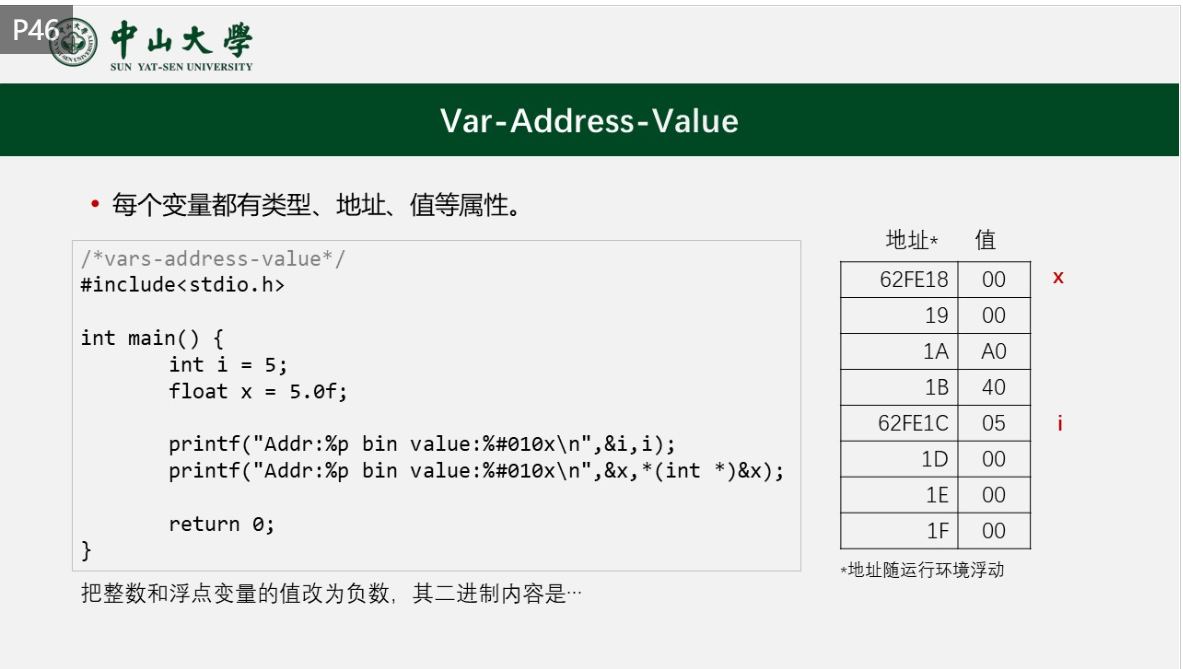 P46
中山大學
SUN YAT-SEN UNIVERSITY
Var-Address-Value
• 每个变量都有类型、地址、值等属性。
/*vars-address-value*/
#include<stdio.h>
int main() {
int i = 5;
float x = 5.0f;
printf("Addr:%p bin value:%#010x\n",&i,i);
printf("Addr:%p bin value:%#010x\n",&x,*(int *)&x);
return 0;
}
把整数和浮点变量的值改为负数，其二进制内容是…
地址* 值
62FE18 00 x
19 00
1A A0
1B 40
62FE1C 05 i
1D 00
1E 00
1F 00
*地址随运行环境浮动